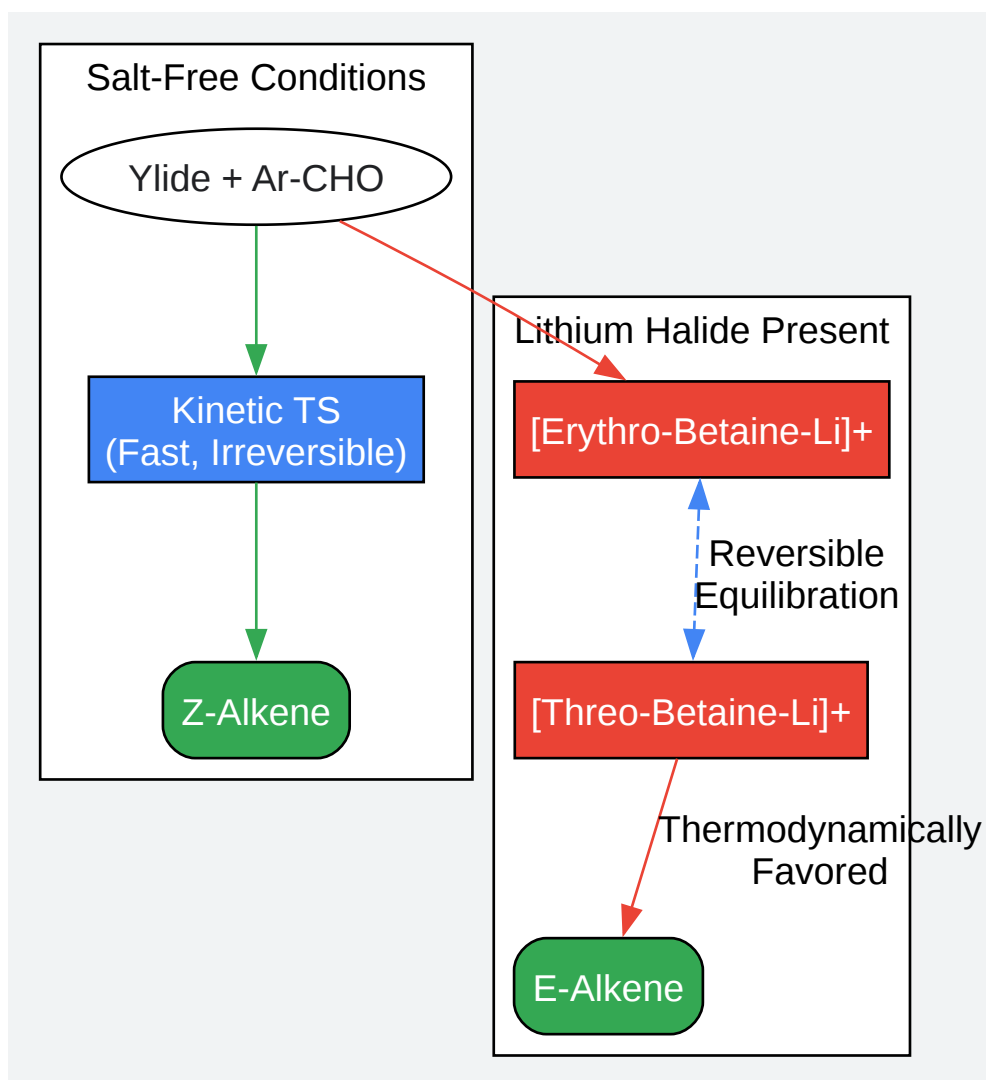 Salt-Free Conditions
Ylide + Ar-CHO
Kinetic TS
(Fast, Irreversible)
Z-Alkene
Lithium Halide Present
[Erythro-Betaine-Li]+
Reversible
Equilibration
[Threo-Betaine-Li]+
Thermodynamically
Favored
E-Alkene